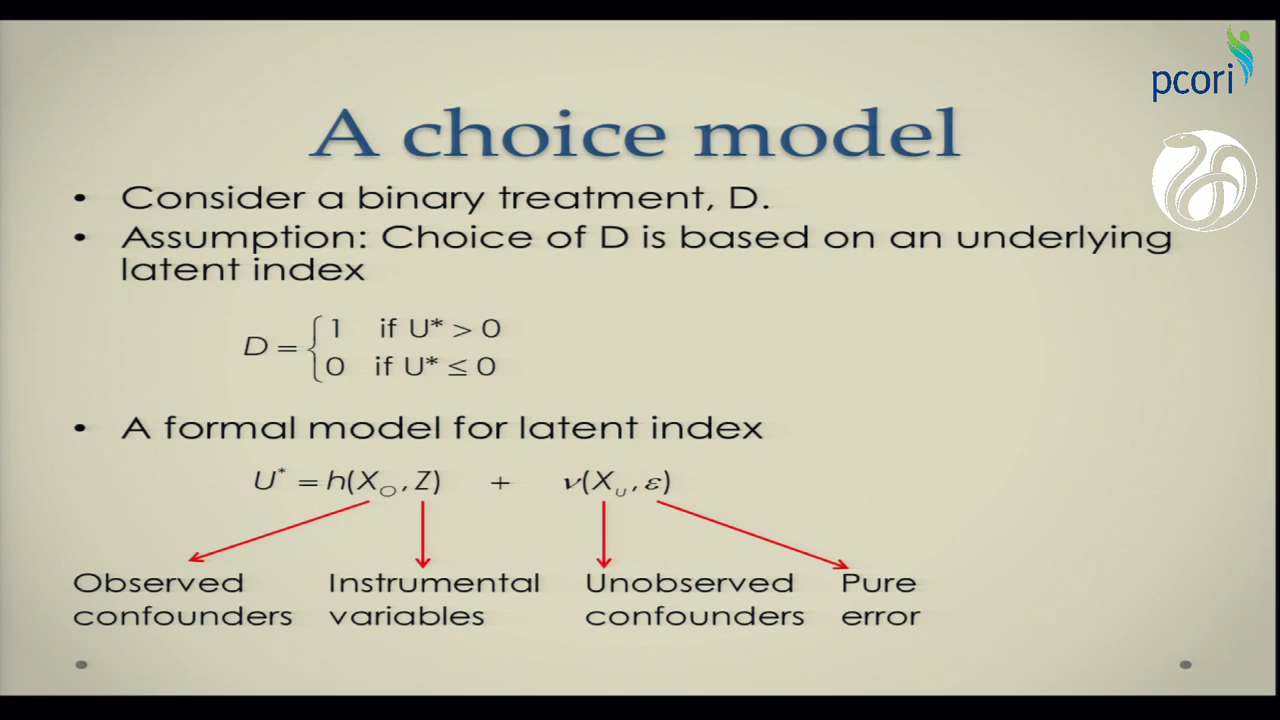 pcori
A choice model
• Consider a binary treatment, D.
• Assumption: Choice of D is based on an underlying
latent index
D = { 1 if U* > 0
0 if U* ≤ 0
• A formal model for latent index
U* = h(X_O, Z) + ν(X_U, ε)
Observed Instrumental Unobserved Pure
confounders variables confounders error